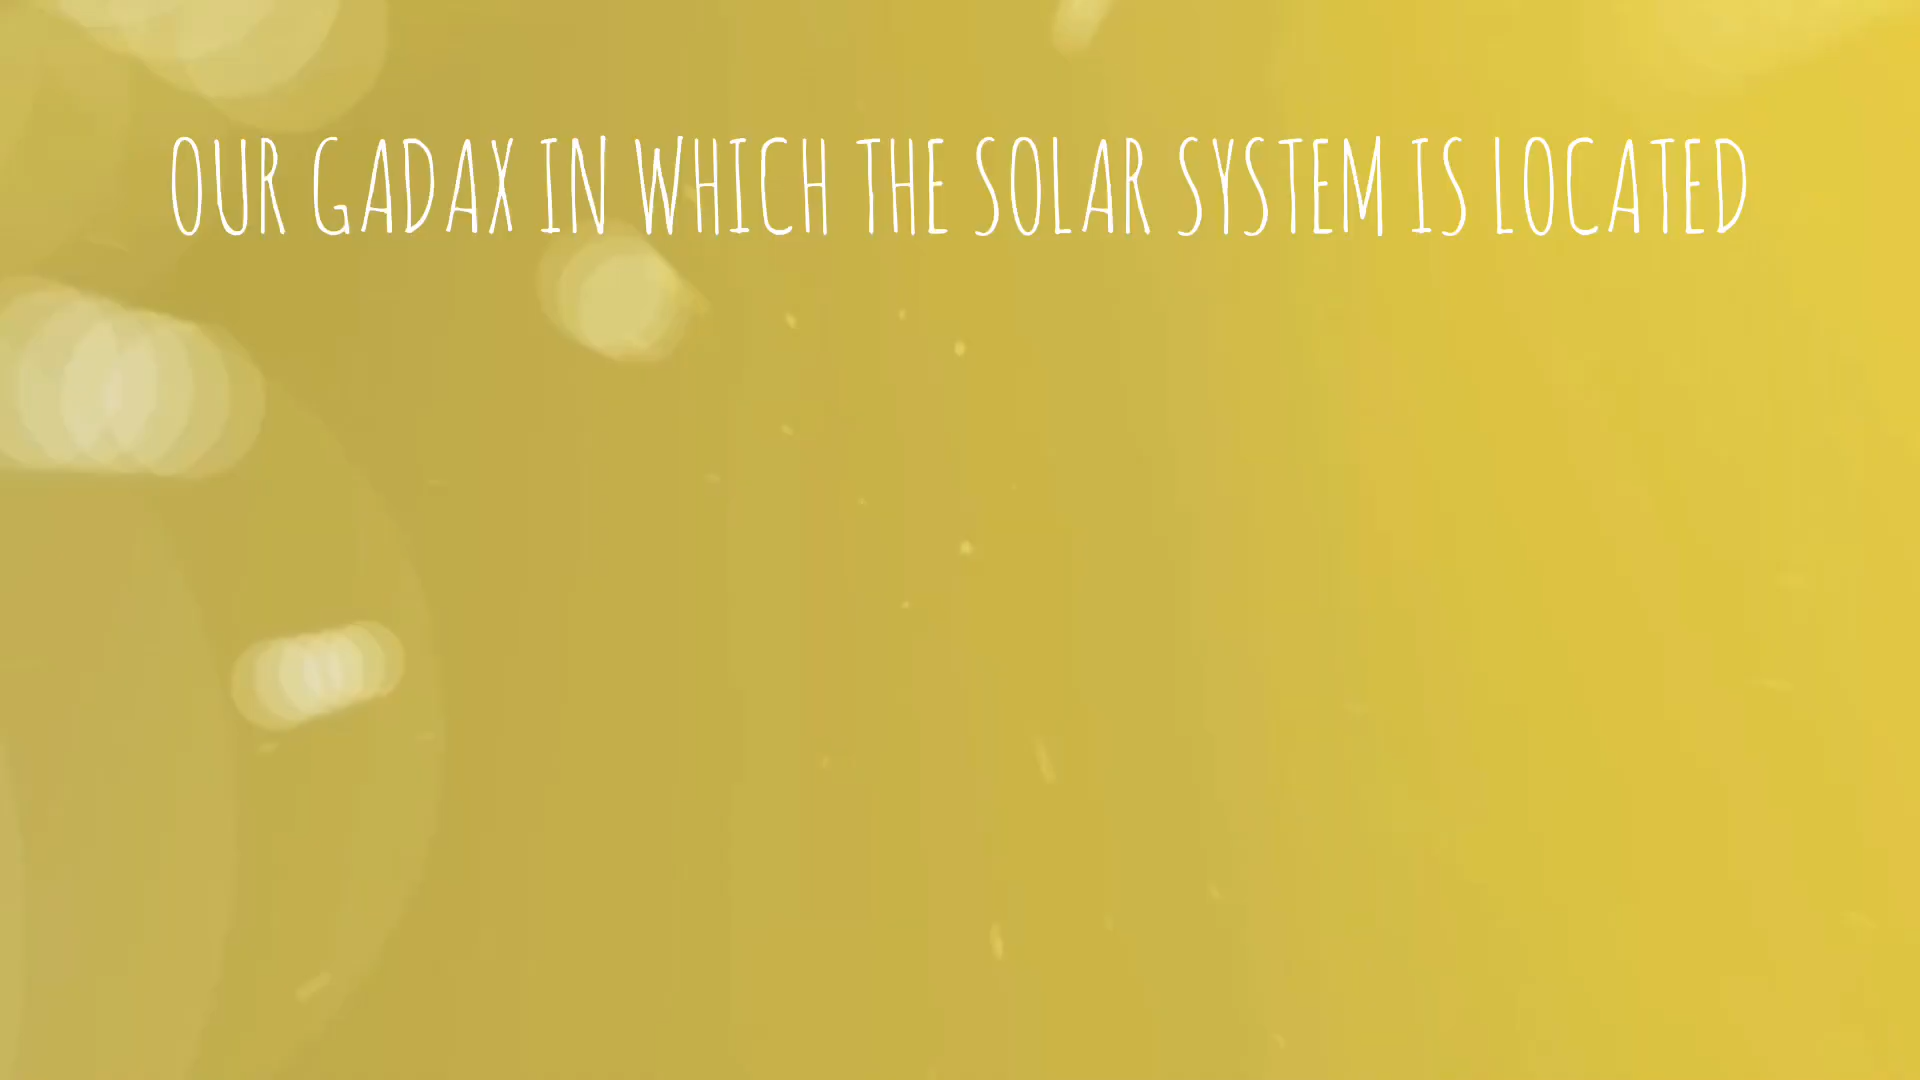 OUR GADAX IN WHICH THE SOLAR SYSTEM IS LOCATED